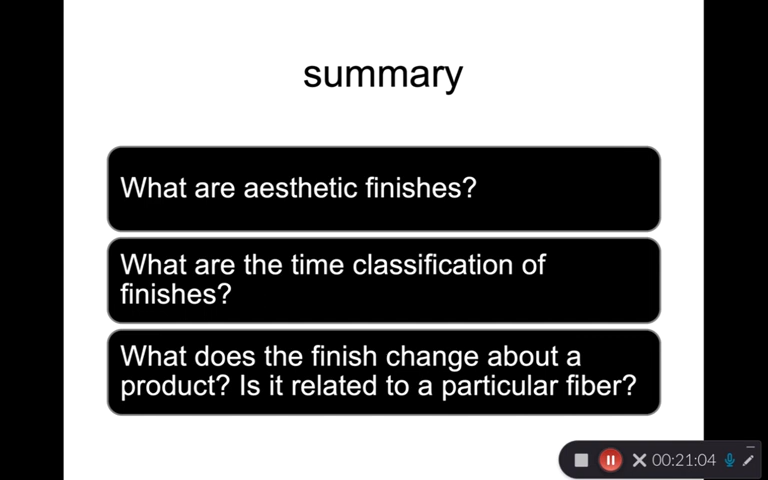 summary
What are aesthetic finishes?
What are the time classification of
finishes?
What does the finish change about a
product? Is it related to a particular fiber?
00:21:04